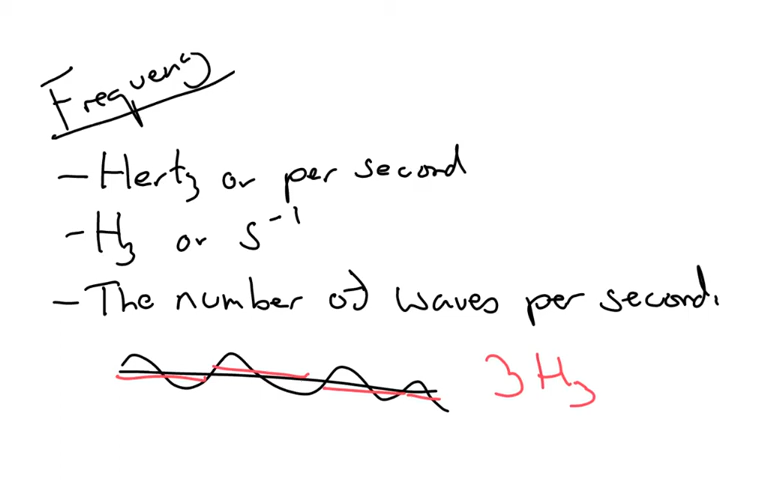 Frequency
- Hertz or per second
- Hz or s⁻¹
- The number of waves per second.
3 Hz